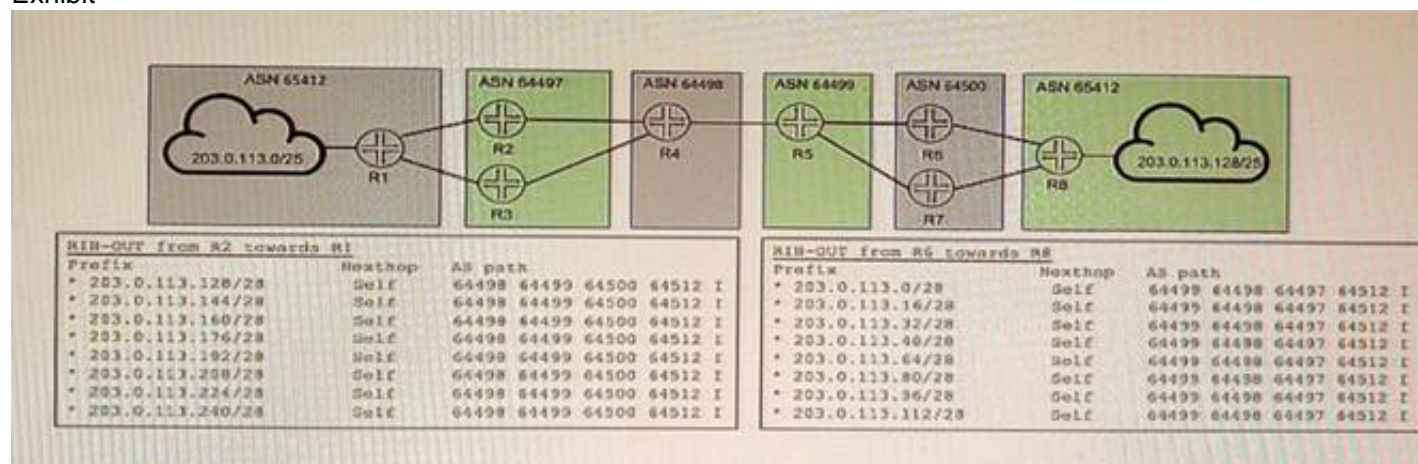 Exhibit
ASN 65412
ASN 64497
ASN 64498
ASN 64499
ASN 64500
ASN 65412
203.0.113.0/25
R1
R2
R3
R4
R5
R6
R7
R8
203.0.113.128/25
RIB-OUT from R2 towards R1
Prefix Nexthop AS path
* 203.0.113.128/28 Self 64498 64499 64500 64512 I
* 203.0.113.144/28 Self 64498 64499 64500 64512 I
* 203.0.113.160/28 Self 64498 64499 64500 64512 I
* 203.0.113.176/28 Self 64498 64499 64500 64512 I
* 203.0.113.192/28 Self 64498 64499 64500 64512 I
* 203.0.113.208/28 Self 64498 64499 64500 64512 I
* 203.0.113.224/28 Self 64498 64499 64500 64512 I
* 203.0.113.240/28 Self 64498 64499 64500 64512 I
RIB-OUT from R6 towards R8
Prefix Nexthop AS path
* 203.0.113.0/28 Self 64499 64498 64497 64512 I
* 203.0.113.16/28 Self 64499 64498 64497 64512 I
* 203.0.113.32/28 Self 64499 64498 64497 64512 I
* 203.0.113.48/28 Self 64499 64498 64497 64512 I
* 203.0.113.64/28 Self 64499 64498 64497 64512 I
* 203.0.113.80/28 Self 64499 64498 64497 64512 I
* 203.0.113.96/28 Self 64499 64498 64497 64512 I
* 203.0.113.112/28 Self 64499 64498 64497 64512 I